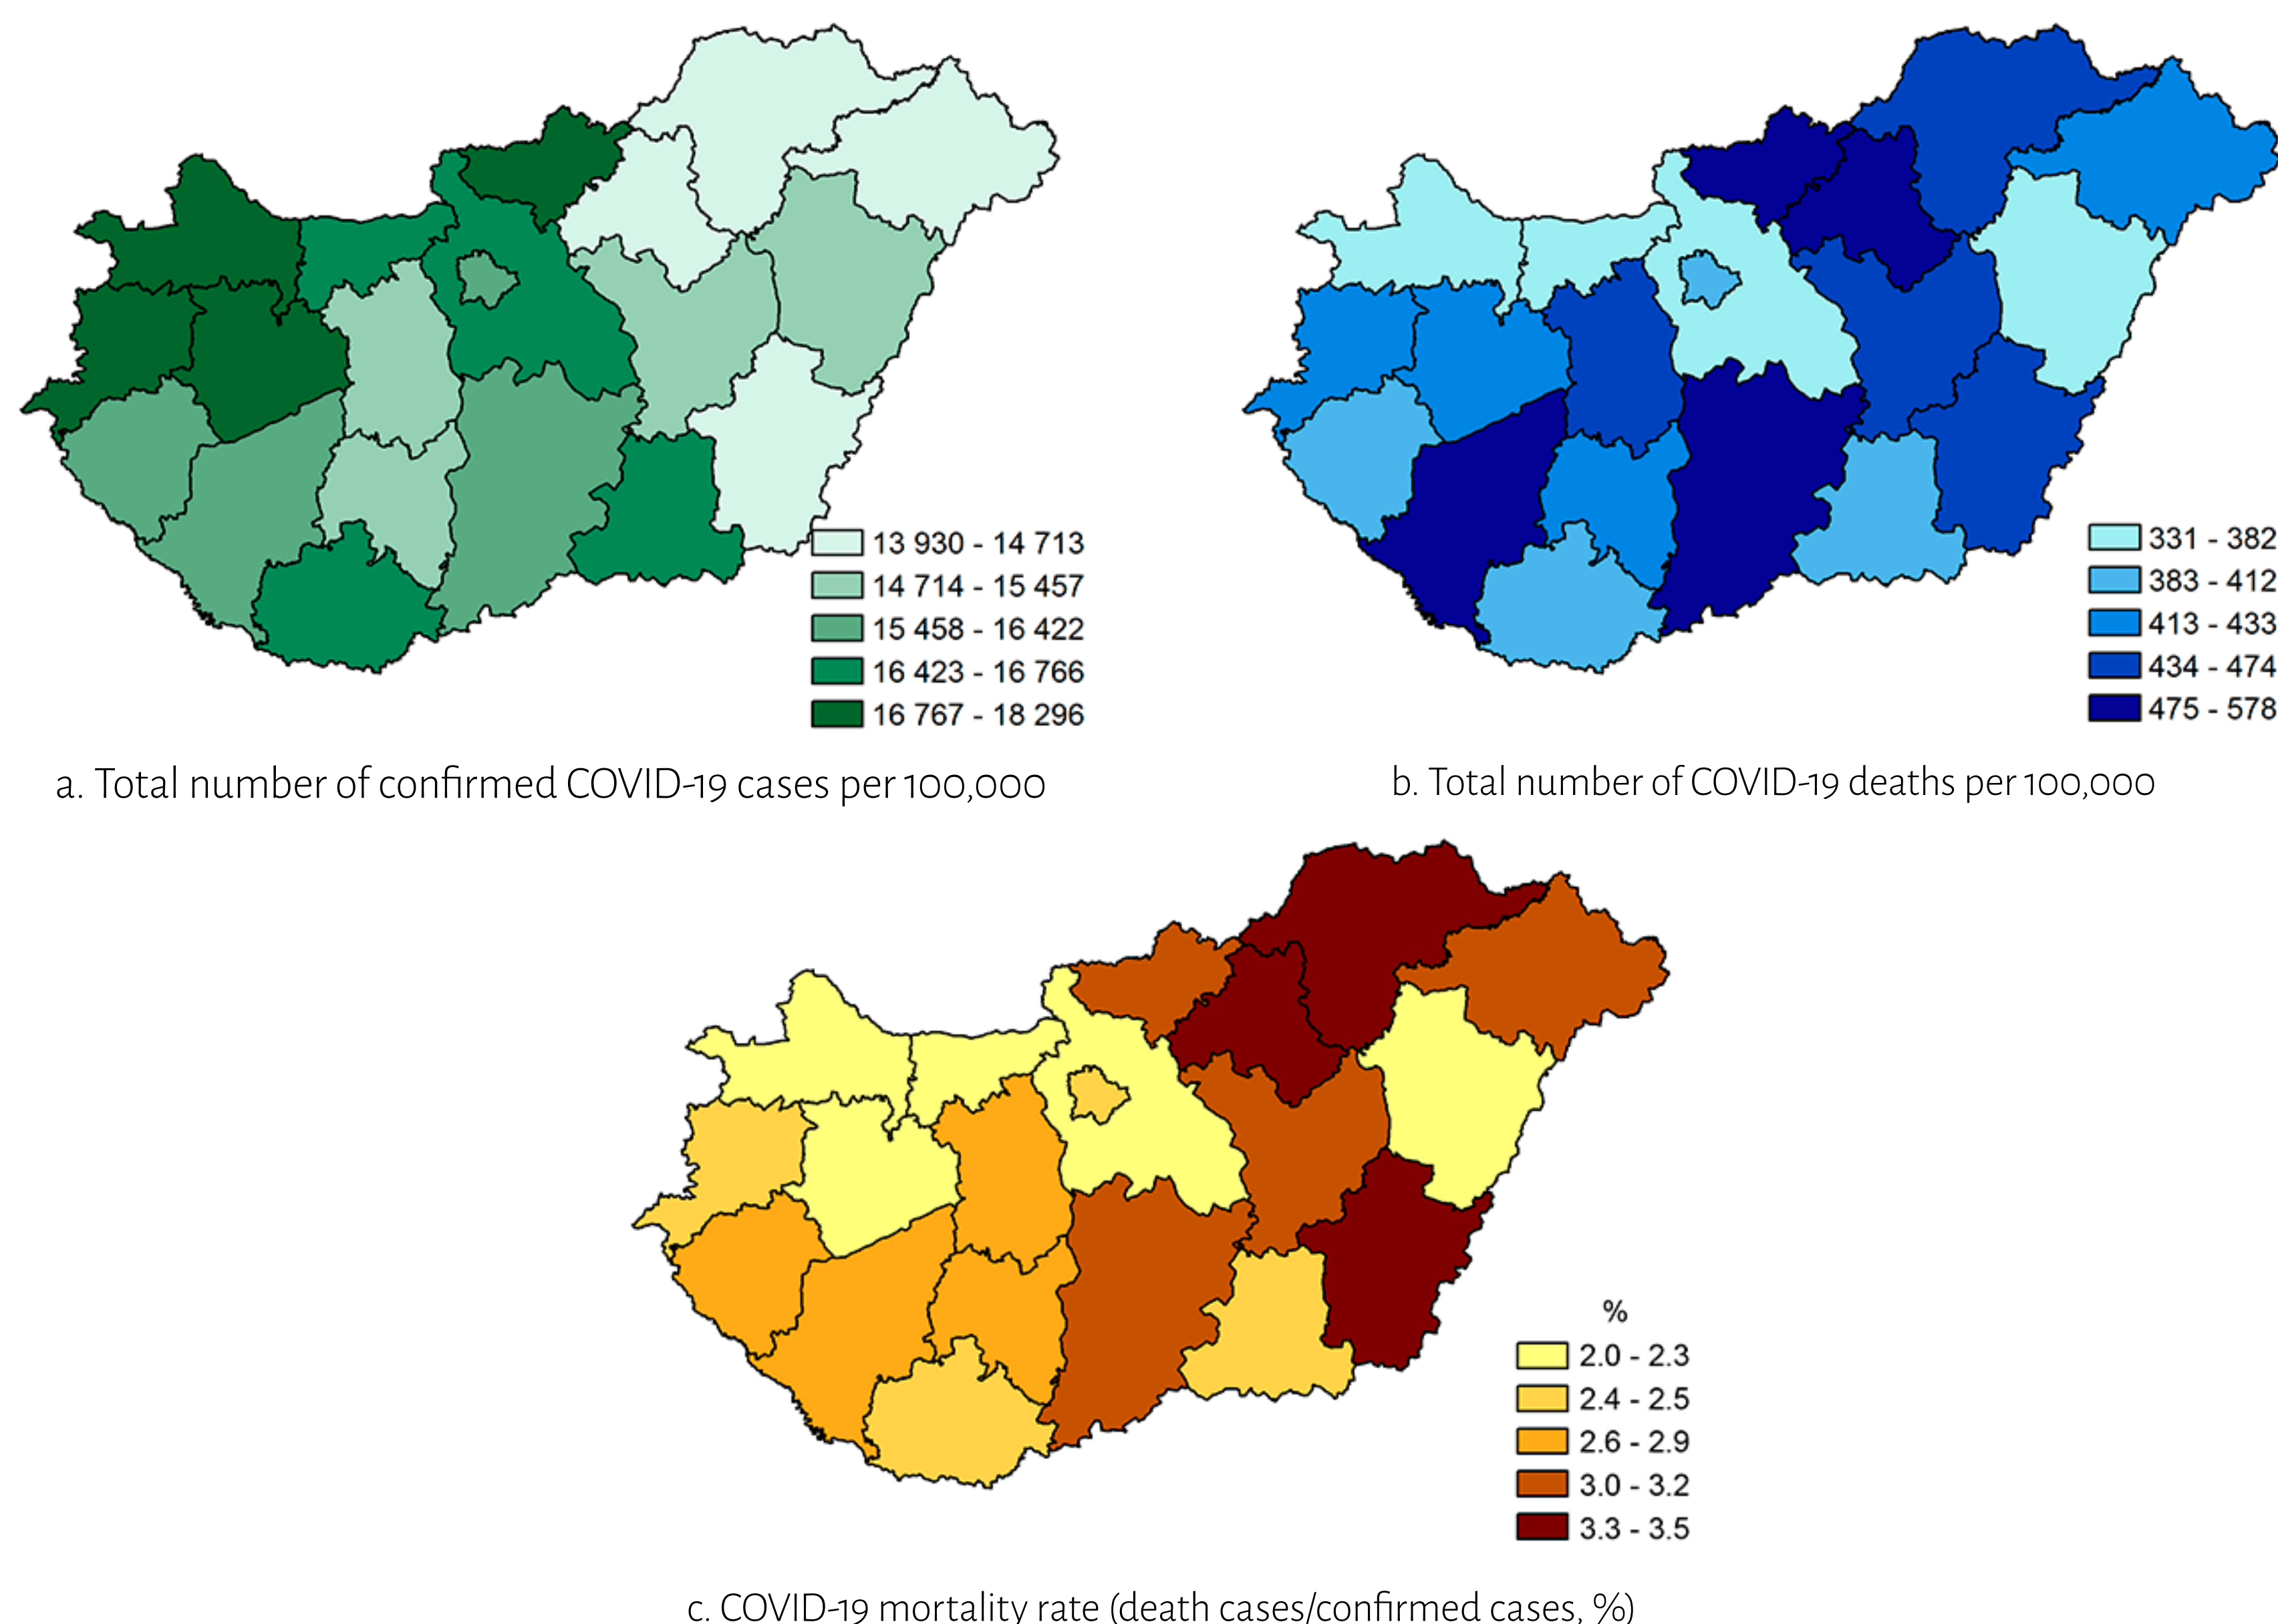 13 930 - 14 713
14 714 - 15 457
15 458 - 16 422
16 423 - 16 766
16 767 - 18 296
a. Total number of confirmed COVID-19 cases per 100,000
331 - 382
383 - 412
413 - 433
434 - 474
475 - 578
b. Total number of COVID-19 deaths per 100,000
%
2.0 - 2.3
2.4 - 2.5
2.6 - 2.9
3.0 - 3.2
3.3 - 3.5
c. COVID-19 mortality rate (death cases/confirmed cases, %)